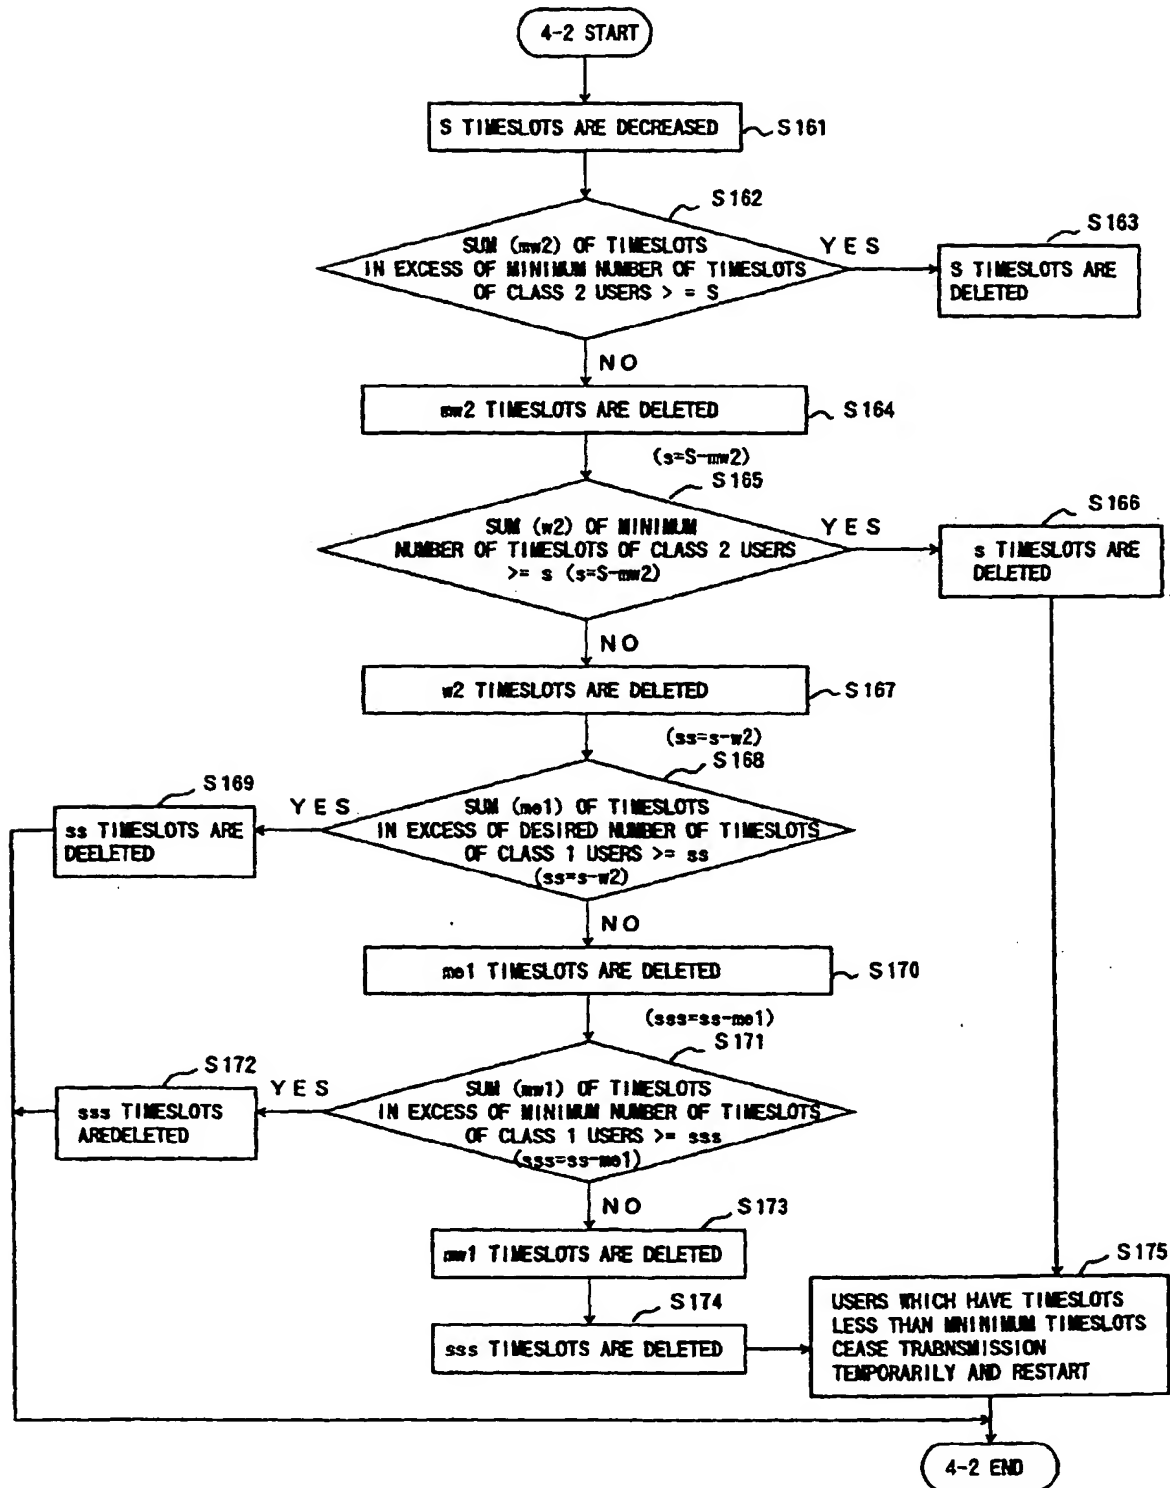 4-2 START
S TIMESLOTS ARE DECREASED
S161
S162
SUM (mw2) OF TIMESLOTS
IN EXCESS OF MINIMUM NUMBER OF TIMESLOTS
OF CLASS 2 USERS > = S
YES
S163
S TIMESLOTS ARE
DELETED
NO
mw2 TIMESLOTS ARE DELETED
S164
(s=S-mw2)
S165
SUM (w2) OF MINIMUM
NUMBER OF TIMESLOTS OF CLASS 2 USERS
>= s (s=S-mw2)
YES
S166
s TIMESLOTS ARE
DELETED
NO
w2 TIMESLOTS ARE DELETED
S167
(ss=s-w2)
S168
SUM (me1) OF TIMESLOTS
IN EXCESS OF DESIRED NUMBER OF TIMESLOTS
OF CLASS 1 USERS >= ss
(ss=s-w2)
YES
S169
ss TIMESLOTS ARE
DEELETED
NO
me1 TIMESLOTS ARE DELETED
S170
(sss=ss-me1)
S171
SUM (mw1) OF TIMESLOTS
IN EXCESS OF MINIMUM NUMBER OF TIMESLOTS
OF CLASS 1 USERS >= sss
(sss=ss-me1)
YES
S172
sss TIMESLOTS
AREDELETED
NO
S173
mw1 TIMESLOTS ARE DELETED
S174
sss TIMESLOTS ARE DELETED
S175
USERS WHICH HAVE TIMESLOTS
LESS THAN MNINIMUM TIMESLOTS
CEASE TRABNSMISSION
TEMPORARILY AND RESTART
4-2 END